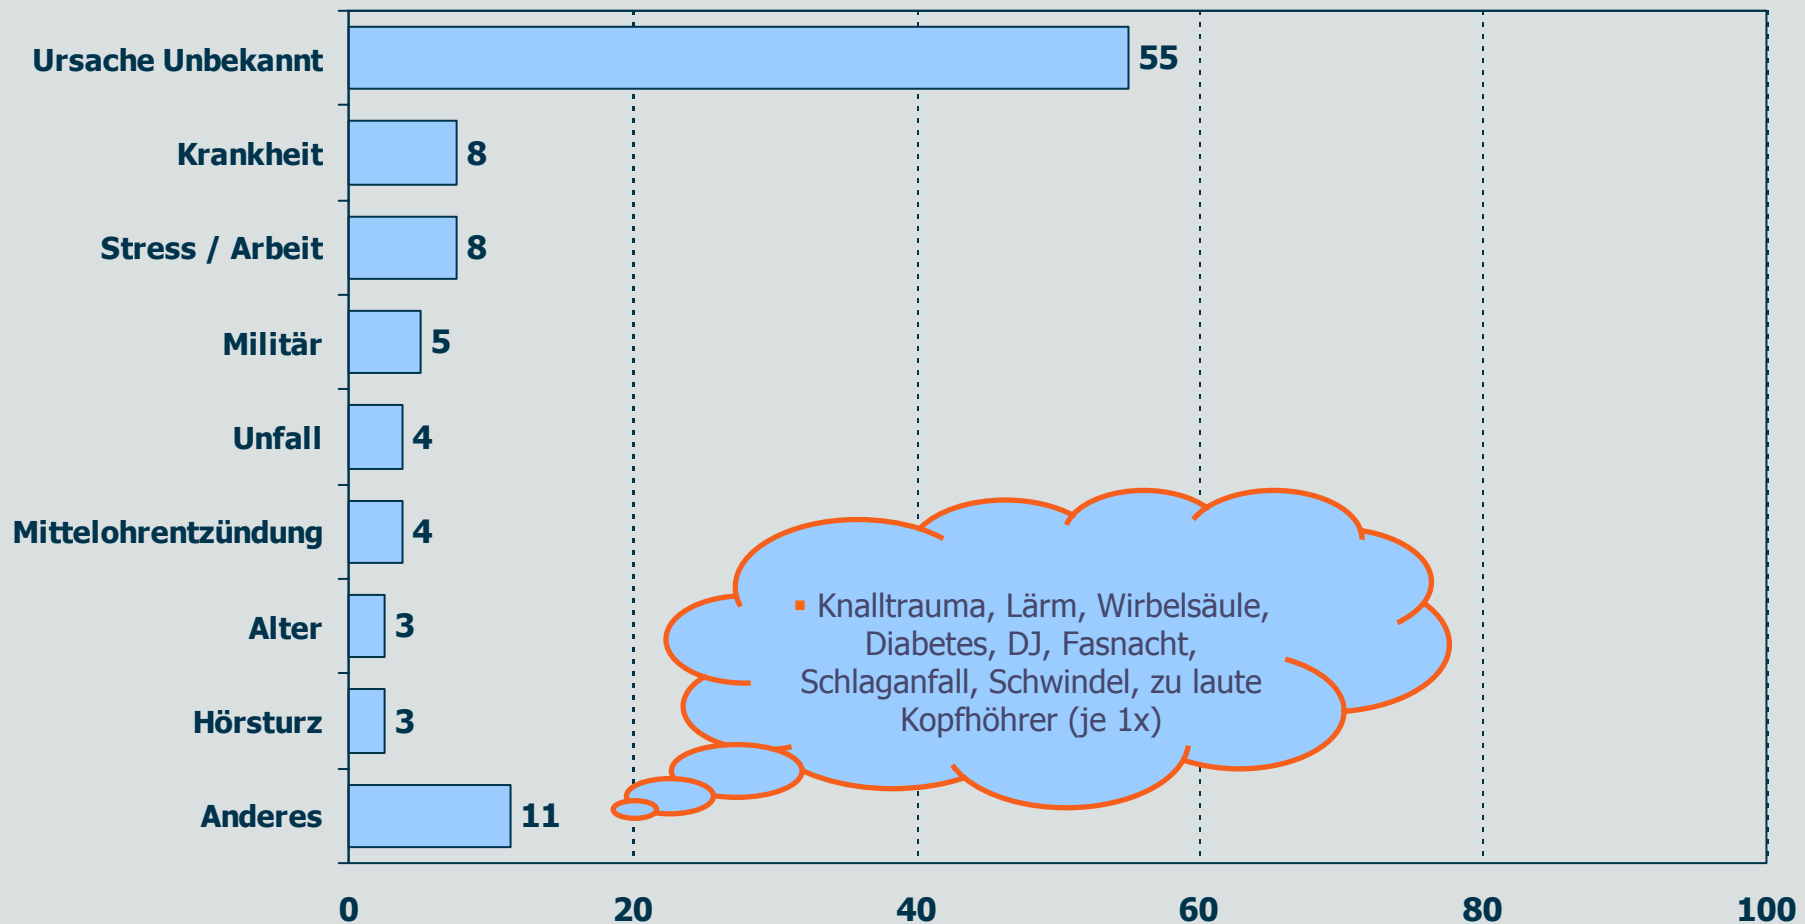 Ursache Unbekannt 55
Krankheit 8
Stress / Arbeit 8
Militär 5
Unfall 4
Mittelohrentzündung 4
Alter 3
Hörsturz 3
Anderes 11
▪ Knalltrauma, Lärm, Wirbelsäule,
Diabetes, DJ, Fasnacht,
Schlaganfall, Schwindel, zu laute
Kopfhöhrer (je 1x)
0 20 40 60 80 100